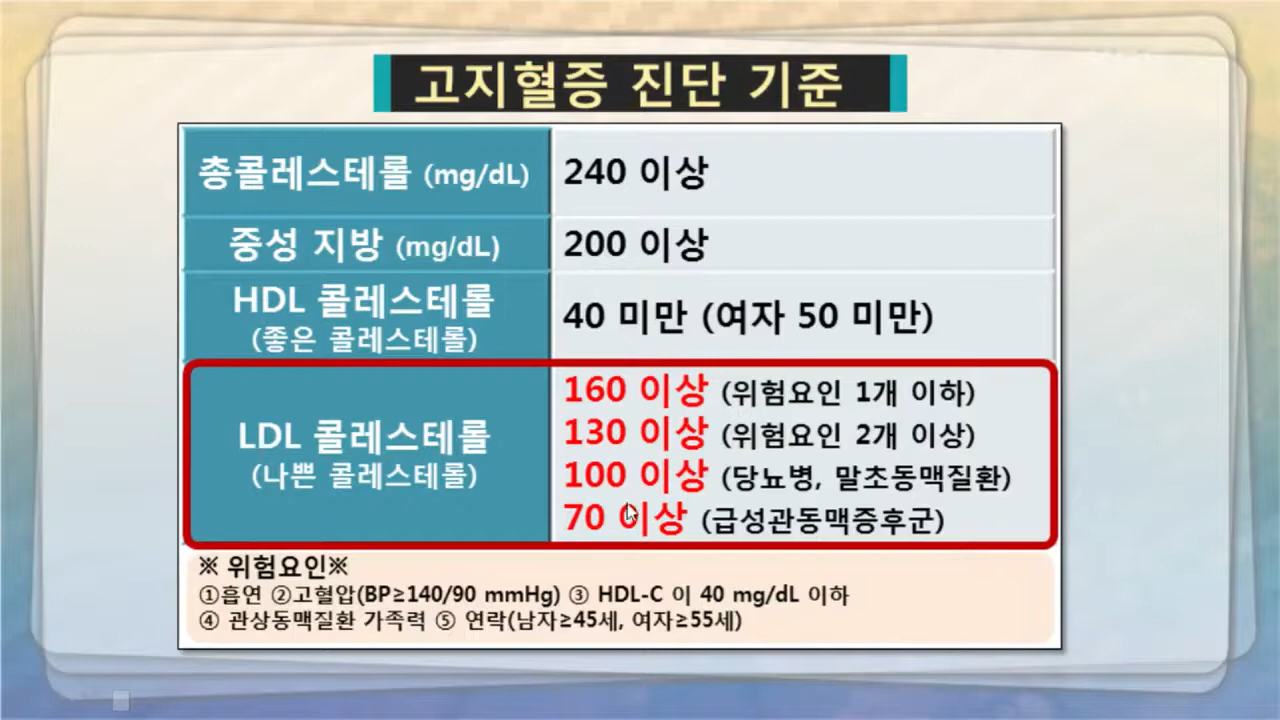 고지혈증 진단 기준
총콜레스테롤 (mg/dL) 240 이상
중성 지방 (mg/dL) 200 이상
HDL 콜레스테롤
(좋은 콜레스테롤)
40 미만 (여자 50 미만)
LDL 콜레스테롤
(나쁜 콜레스테롤)
160 이상 (위험요인 1개 이하)
130 이상 (위험요인 2개 이상)
100 이상 (당뇨병, 말초동맥질환)
70 이상 (급성관동맥증후군)
※ 위험요인※
①흡연 ②고혈압(BP≥140/90 mmHg) ③ HDL-C 이 40 mg/dL 이하
④ 관상동맥질환 가족력 ⑤ 연락(남자≥45세, 여자≥55세)